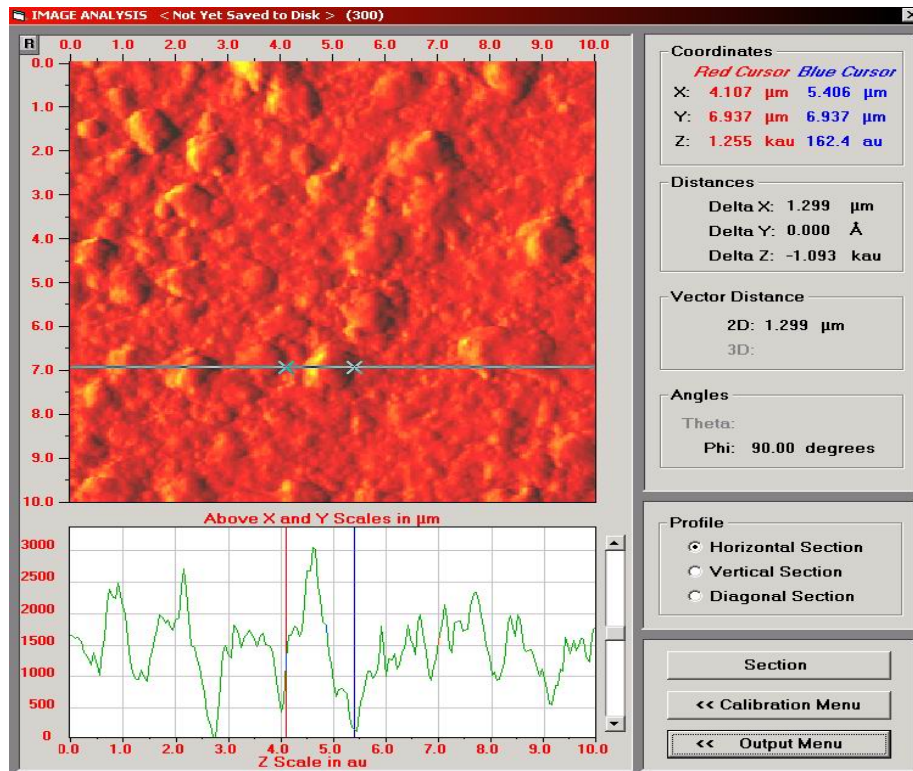 IMAGE ANALYSIS < Not Yet Saved to Disk > (300)
R 0.0 1.0 2.0 3.0 4.0 5.0 6.0 7.0 8.0 9.0 10.0
0.0
1.0
2.0
3.0
4.0
5.0
6.0
7.0
8.0
9.0
10.0
Above X and Y Scales in µm
3000
2500
2000
1500
1000
500
0
0.0 1.0 2.0 3.0 4.0 5.0 6.0 7.0 8.0 9.0 10.0
Z Scale in au
Coordinates
Red Cursor Blue Cursor
X: 4.107 µm 5.406 µm
Y: 6.937 µm 6.937 µm
Z: 1.255 kau 162.4 au
Distances
Delta X: 1.299 µm
Delta Y: 0.000 Å
Delta Z: -1.093 kau
Vector Distance
2D: 1.299 µm
3D:
Angles
Theta:
Phi: 90.00 degrees
Profile
Horizontal Section
Vertical Section
Diagonal Section
Section
<< Calibration Menu
<< Output Menu